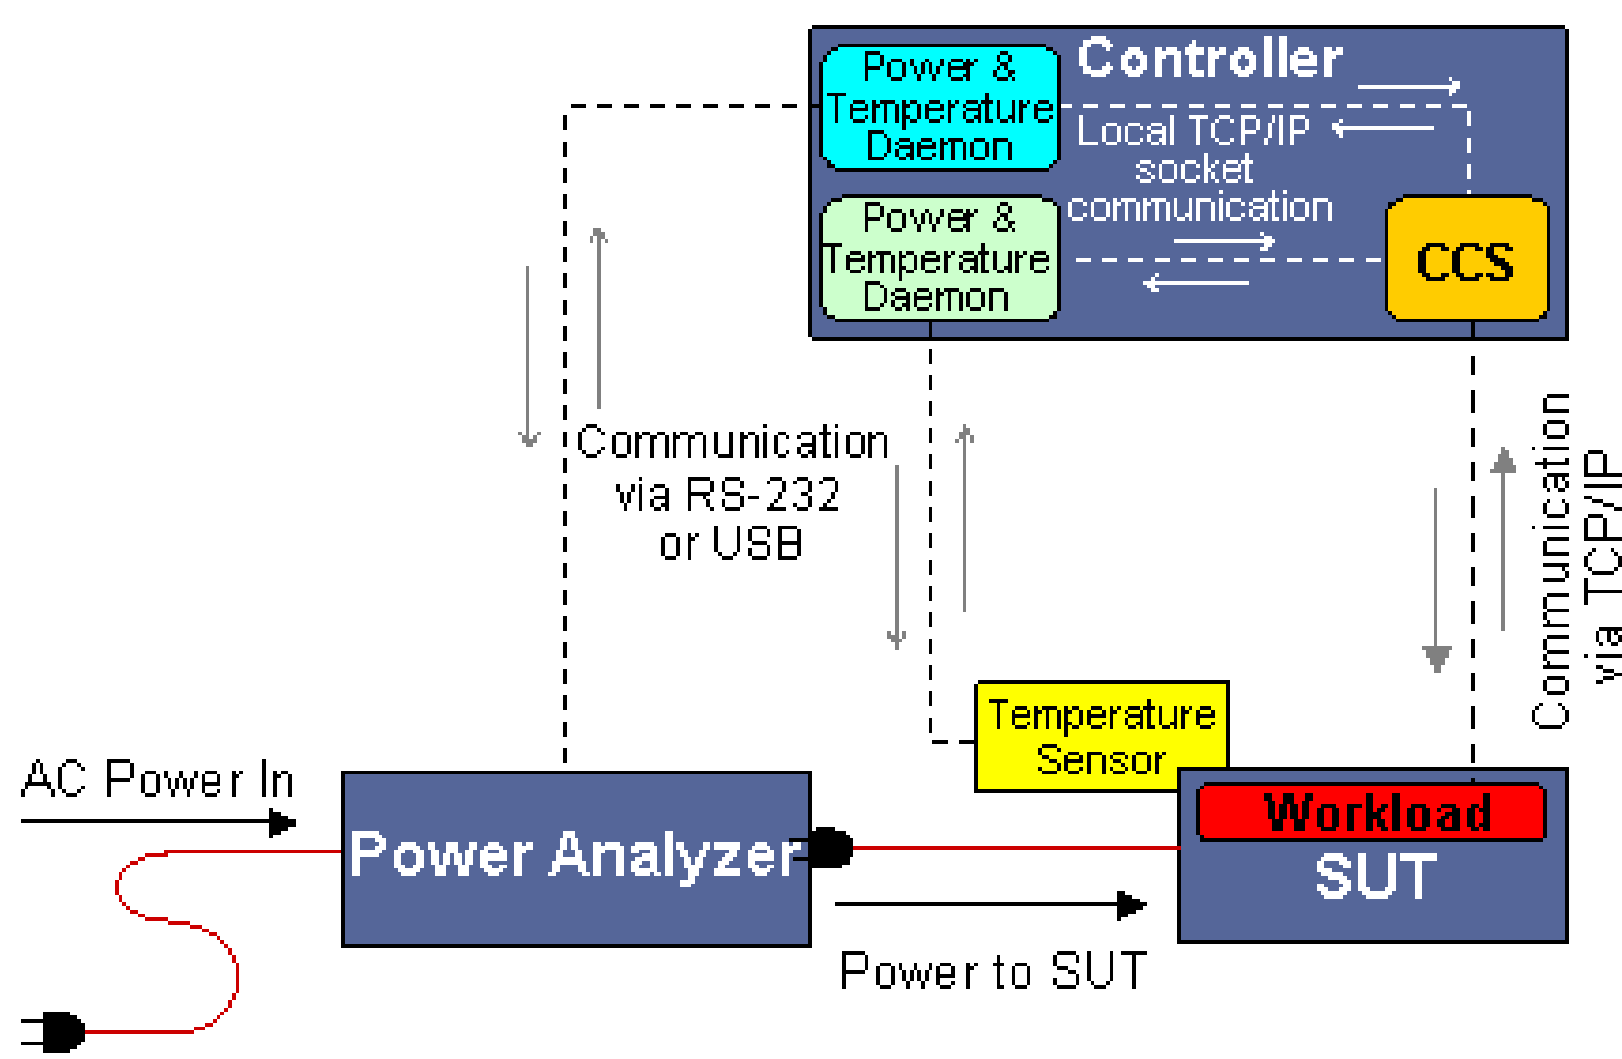 Power &
Temperature
Daemon
Controller
Local TCP/IP
socket
communication
Power &
Temperature
Daemon
CCS
Communication
via RS-232
or USB
Communication
via TCP/IP
Temperature
Sensor
AC Power In
Power Analyzer
Workload
SUT
Power to SUT